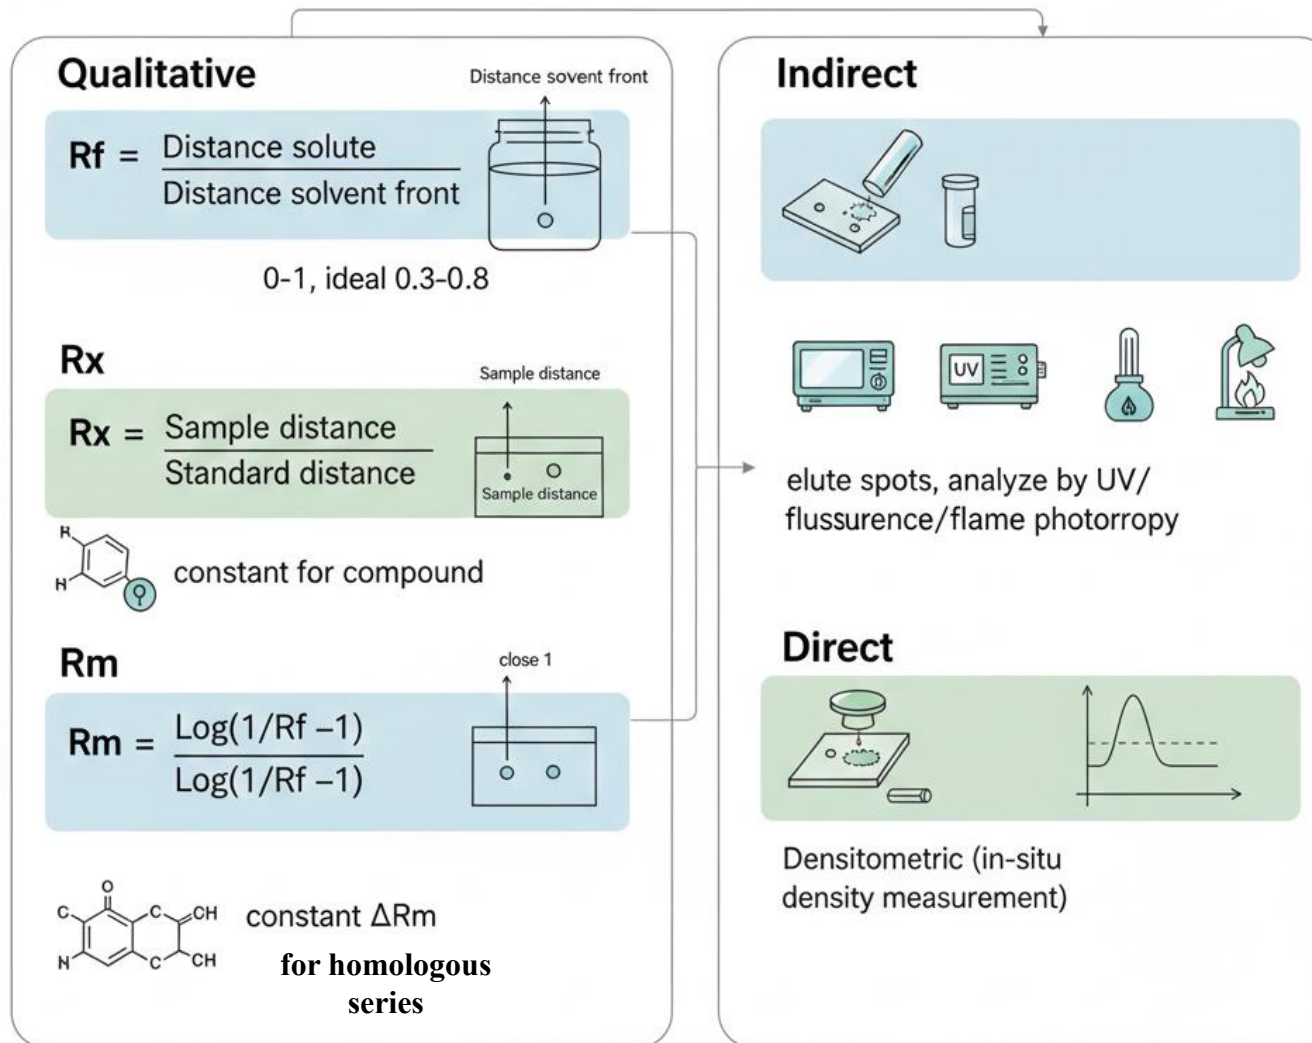 Qualitative
Distance sovent front
Rf = Distance solute
Distance solvent front
0-1, ideal 0.3-0.8
Rx
Sample distance
Rx = Sample distance
Standard distance
Sample distance
H
H
constant for compound
Rm
close 1
Rm = Log(1/Rf –1)
Log(1/Rf –1)
O
C
C
CH
N
C
CH
constant ΔRm
for homologous
series
Indirect
UV
elute spots, analyze by UV/
flussurence/flame photorropy
Direct
Densitometric (in-situ
density measurement)